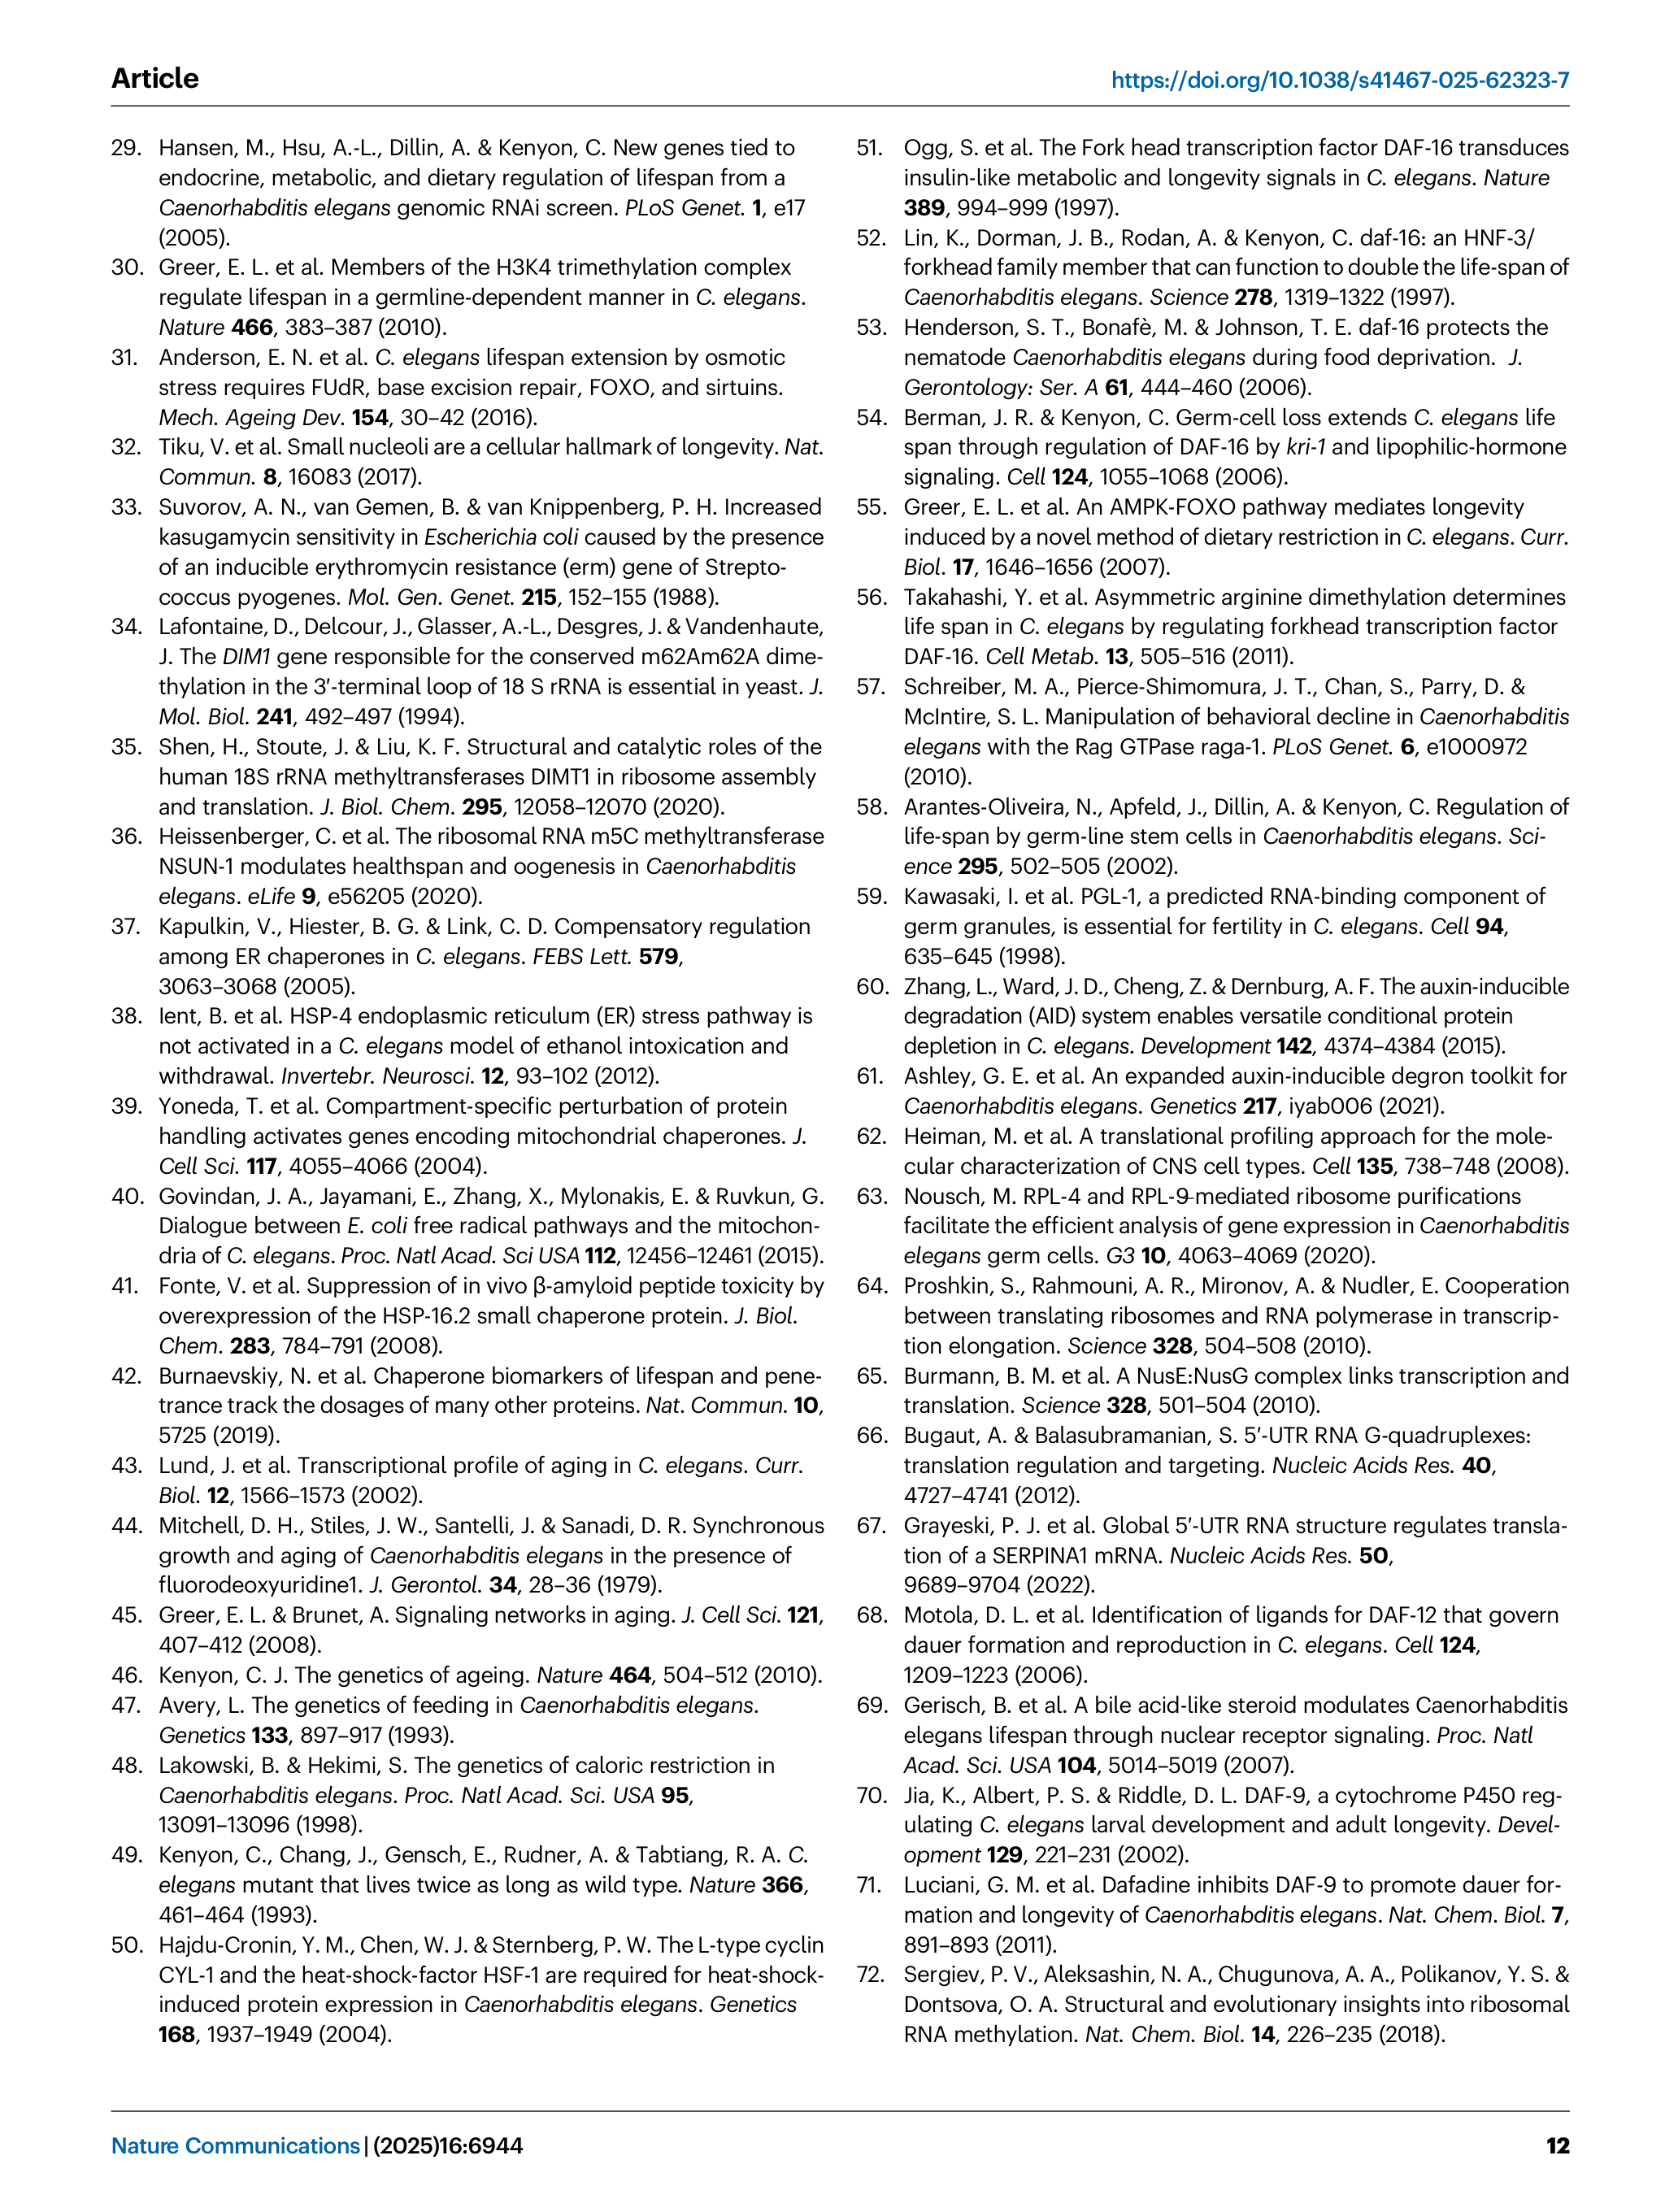 Article
https://doi.org/10.1038/s41467-025-62323-7
29. Hansen, M., Hsu, A.-L., Dillin, A. & Kenyon, C. New genes tied to
endocrine, metabolic, and dietary regulation of lifespan from a
Caenorhabditis elegans genomic RNAi screen. PLoS Genet. 1, e17
(2005).
30. Greer, E. L. et al. Members of the H3K4 trimethylation complex
regulate lifespan in a germline-dependent manner in C. elegans.
Nature 466, 383–387 (2010).
31. Anderson, E. N. et al. C. elegans lifespan extension by osmotic
stress requires FUdR, base excision repair, FOXO, and sirtuins.
Mech. Ageing Dev. 154, 30–42 (2016).
32. Tiku, V. et al. Small nucleoli are a cellular hallmark of longevity. Nat.
Commun. 8, 16083 (2017).
33. Suvorov, A. N., van Gemen, B. & van Knippenberg, P. H. Increased
kasugamycin sensitivity in Escherichia coli caused by the presence
of an inducible erythromycin resistance (erm) gene of Strepto-
coccus pyogenes. Mol. Gen. Genet. 215, 152–155 (1988).
34. Lafontaine, D., Delcour, J., Glasser, A.-L., Desgres, J. & Vandenhaute,
J. The DIM1 gene responsible for the conserved m62Am62A dime-
thylation in the 3′-terminal loop of 18 S rRNA is essential in yeast. J.
Mol. Biol. 241, 492–497 (1994).
35. Shen, H., Stoute, J. & Liu, K. F. Structural and catalytic roles of the
human 18S rRNA methyltransferases DIMT1 in ribosome assembly
and translation. J. Biol. Chem. 295, 12058–12070 (2020).
36. Heissenberger, C. et al. The ribosomal RNA m5C methyltransferase
NSUN-1 modulates healthspan and oogenesis in Caenorhabditis
elegans. eLife 9, e56205 (2020).
37. Kapulkin, V., Hiester, B. G. & Link, C. D. Compensatory regulation
among ER chaperones in C. elegans. FEBS Lett. 579,
3063–3068 (2005).
38. Ient, B. et al. HSP-4 endoplasmic reticulum (ER) stress pathway is
not activated in a C. elegans model of ethanol intoxication and
withdrawal. Invertebr. Neurosci. 12, 93–102 (2012).
39. Yoneda, T. et al. Compartment-specific perturbation of protein
handling activates genes encoding mitochondrial chaperones. J.
Cell Sci. 117, 4055–4066 (2004).
40. Govindan, J. A., Jayamani, E., Zhang, X., Mylonakis, E. & Ruvkun, G.
Dialogue between E. coli free radical pathways and the mitochon-
dria of C. elegans. Proc. Natl Acad. Sci USA 112, 12456–12461 (2015).
41. Fonte, V. et al. Suppression of in vivo β-amyloid peptide toxicity by
overexpression of the HSP-16.2 small chaperone protein. J. Biol.
Chem. 283, 784–791 (2008).
42. Burnaevskiy, N. et al. Chaperone biomarkers of lifespan and pene-
trance track the dosages of many other proteins. Nat. Commun. 10,
5725 (2019).
43. Lund, J. et al. Transcriptional profile of aging in C. elegans. Curr.
Biol. 12, 1566–1573 (2002).
44. Mitchell, D. H., Stiles, J. W., Santelli, J. & Sanadi, D. R. Synchronous
growth and aging of Caenorhabditis elegans in the presence of
fluorodeoxyuridine1. J. Gerontol. 34, 28–36 (1979).
45. Greer, E. L. & Brunet, A. Signaling networks in aging. J. Cell Sci. 121,
407–412 (2008).
46. Kenyon, C. J. The genetics of ageing. Nature 464, 504–512 (2010).
47. Avery, L. The genetics of feeding in Caenorhabditis elegans.
Genetics 133, 897–917 (1993).
48. Lakowski, B. & Hekimi, S. The genetics of caloric restriction in
Caenorhabditis elegans. Proc. Natl Acad. Sci. USA 95,
13091–13096 (1998).
49. Kenyon, C., Chang, J., Gensch, E., Rudner, A. & Tabtiang, R. A. C.
elegans mutant that lives twice as long as wild type. Nature 366,
461–464 (1993).
50. Hajdu-Cronin, Y. M., Chen, W. J. & Sternberg, P. W. The L-type cyclin
CYL-1 and the heat-shock-factor HSF-1 are required for heat-shock-
induced protein expression in Caenorhabditis elegans. Genetics
168, 1937–1949 (2004).
51. Ogg, S. et al. The Fork head transcription factor DAF-16 transduces
insulin-like metabolic and longevity signals in C. elegans. Nature
389, 994–999 (1997).
52. Lin, K., Dorman, J. B., Rodan, A. & Kenyon, C. daf-16: an HNF-3/
forkhead family member that can function to double the life-span of
Caenorhabditis elegans. Science 278, 1319–1322 (1997).
53. Henderson, S. T., Bonafè, M. & Johnson, T. E. daf-16 protects the
nematode Caenorhabditis elegans during food deprivation. J.
Gerontology: Ser. A 61, 444–460 (2006).
54. Berman, J. R. & Kenyon, C. Germ-cell loss extends C. elegans life
span through regulation of DAF-16 by kri-1 and lipophilic-hormone
signaling. Cell 124, 1055–1068 (2006).
55. Greer, E. L. et al. An AMPK-FOXO pathway mediates longevity
induced by a novel method of dietary restriction in C. elegans. Curr.
Biol. 17, 1646–1656 (2007).
56. Takahashi, Y. et al. Asymmetric arginine dimethylation determines
life span in C. elegans by regulating forkhead transcription factor
DAF-16. Cell Metab. 13, 505–516 (2011).
57. Schreiber, M. A., Pierce-Shimomura, J. T., Chan, S., Parry, D. &
McIntire, S. L. Manipulation of behavioral decline in Caenorhabditis
elegans with the Rag GTPase raga-1. PLoS Genet. 6, e1000972
(2010).
58. Arantes-Oliveira, N., Apfeld, J., Dillin, A. & Kenyon, C. Regulation of
life-span by germ-line stem cells in Caenorhabditis elegans. Sci-
ence 295, 502–505 (2002).
59. Kawasaki, I. et al. PGL-1, a predicted RNA-binding component of
germ granules, is essential for fertility in C. elegans. Cell 94,
635–645 (1998).
60. Zhang, L., Ward, J. D., Cheng, Z. & Dernburg, A. F. The auxin-inducible
degradation (AID) system enables versatile conditional protein
depletion in C. elegans. Development 142, 4374–4384 (2015).
61. Ashley, G. E. et al. An expanded auxin-inducible degron toolkit for
Caenorhabditis elegans. Genetics 217, iyab006 (2021).
62. Heiman, M. et al. A translational profiling approach for the mole-
cular characterization of CNS cell types. Cell 135, 738–748 (2008).
63. Nousch, M. RPL-4 and RPL-9-mediated ribosome purifications
facilitate the efficient analysis of gene expression in Caenorhabditis
elegans germ cells. G3 10, 4063–4069 (2020).
64. Proshkin, S., Rahmouni, A. R., Mironov, A. & Nudler, E. Cooperation
between translating ribosomes and RNA polymerase in transcrip-
tion elongation. Science 328, 504–508 (2010).
65. Burmann, B. M. et al. A NusE:NusG complex links transcription and
translation. Science 328, 501–504 (2010).
66. Bugaut, A. & Balasubramanian, S. 5′-UTR RNA G-quadruplexes:
translation regulation and targeting. Nucleic Acids Res. 40,
4727–4741 (2012).
67. Grayeski, P. J. et al. Global 5′-UTR RNA structure regulates transla-
tion of a SERPINA1 mRNA. Nucleic Acids Res. 50,
9689–9704 (2022).
68. Motola, D. L. et al. Identification of ligands for DAF-12 that govern
dauer formation and reproduction in C. elegans. Cell 124,
1209–1223 (2006).
69. Gerisch, B. et al. A bile acid-like steroid modulates Caenorhabditis
elegans lifespan through nuclear receptor signaling. Proc. Natl
Acad. Sci. USA 104, 5014–5019 (2007).
70. Jia, K., Albert, P. S. & Riddle, D. L. DAF-9, a cytochrome P450 reg-
ulating C. elegans larval development and adult longevity. Devel-
opment 129, 221–231 (2002).
71. Luciani, G. M. et al. Dafadine inhibits DAF-9 to promote dauer for-
mation and longevity of Caenorhabditis elegans. Nat. Chem. Biol. 7,
891–893 (2011).
72. Sergiev, P. V., Aleksashin, N. A., Chugunova, A. A., Polikanov, Y. S. &
Dontsova, O. A. Structural and evolutionary insights into ribosomal
RNA methylation. Nat. Chem. Biol. 14, 226–235 (2018).
Nature Communications | (2025)16:6944
12